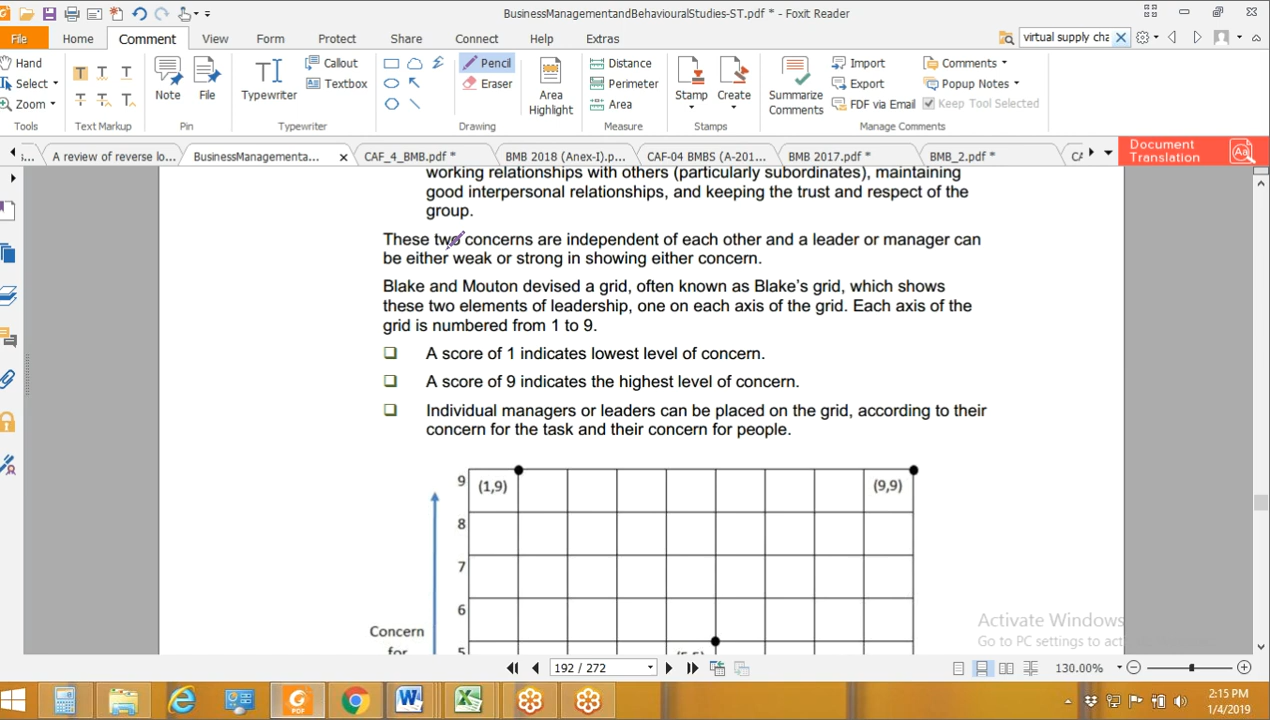 BusinessManagementandBehaviouralStudies-ST.pdf * - Foxit Reader
File Home Comment View Form Protect Share Connect Help Extras virtual supply cha
Hand
Select
Zoom
Tools
Text Markup
Note
File
Pin
Typewriter
Callout
Textbox
Typewriter
Pencil
Eraser
Area
Highlight
Drawing
Distance
Perimeter
Area
Measure
Stamp
Create
Stamps
Summarize
Comments
Import
Export
FDF via Email
Comments
Popup Notes
Keep Tool Selected
Manage Comments
s... A review of reverse lo... BusinessManagementa... CAF_4_BMB.pdf * BMB 2018 (Anex-I).p... CAF-04 BMBS (A-201... BMB 2017.pdf * BMB_2.pdf * CA
Document
Translation
working relationships with others (particularly subordinates), maintaining
good interpersonal relationships, and keeping the trust and respect of the
group.
These two concerns are independent of each other and a leader or manager can
be either weak or strong in showing either concern.
Blake and Mouton devised a grid, often known as Blake's grid, which shows
these two elements of leadership, one on each axis of the grid. Each axis of the
grid is numbered from 1 to 9.
A score of 1 indicates lowest level of concern.
A score of 9 indicates the highest level of concern.
Individual managers or leaders can be placed on the grid, according to their
concern for the task and their concern for people.
9 (1,9) (9,9)
8
7
6
Concern
for
5 (5,5)
Activate Windows
Go to PC settings to act
192 / 272
130.00%
2:15 PM
1/4/2019